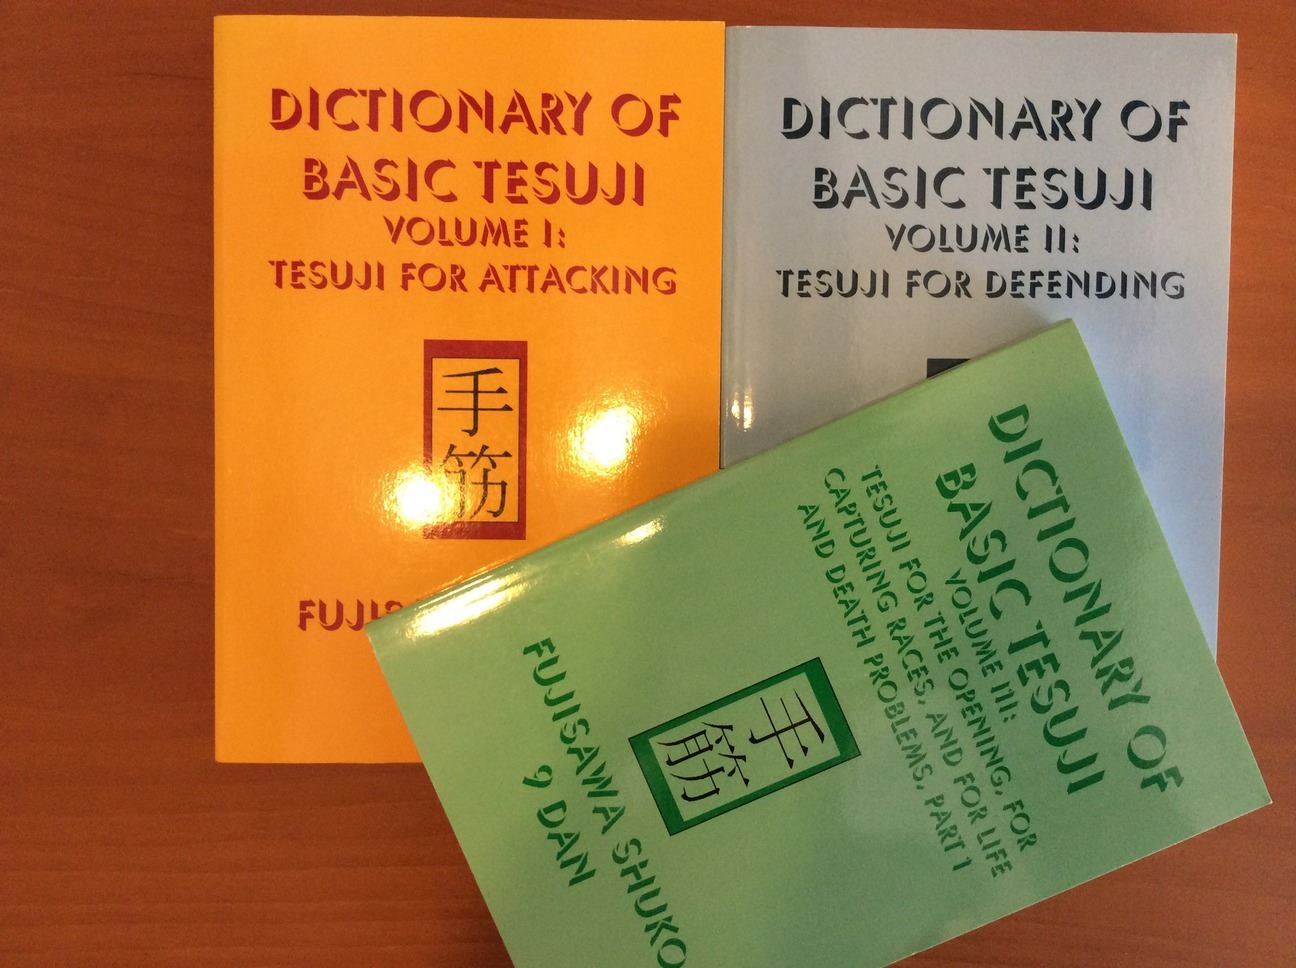 DICTIONARY OF
BASIC TESUJI
VOLUME I:
TESUJI FOR ATTACKING
手
筋
DICTIONARY OF
BASIC TESUJI
VOLUME II:
TESUJI FOR DEFENDING
DICTIONARY OF
BASIC TESUJI
VOLUME III:
TESUJI FOR THE OPENING, FOR
CAPTURING RACES, AND FOR LIFE
AND DEATH PROBLEMS, PART 1
手
筋
FUJISAWA SHUKO
9 DAN